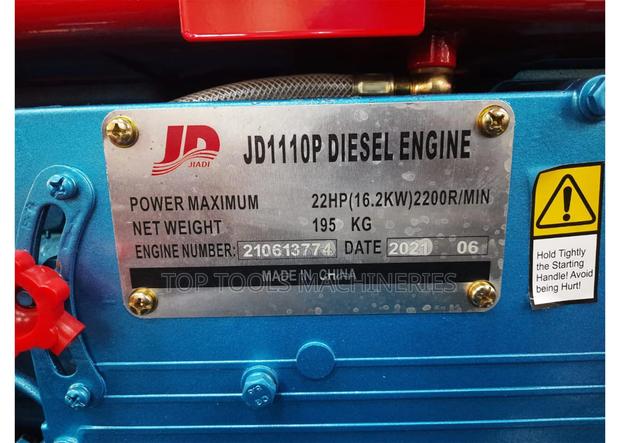 JD
JIADI
JD1110P DIESEL ENGINE
POWER MAXIMUM 22HP(16.2KW)2200R/MIN
NET WEIGHT 195 KG
ENGINE NUMBER: 210613774 DATE 2021 06
MADE IN CHINA
TOP TOOLS MACHINERIES
Hold Tightly
the Starting
Handle! Avoid
being Hurt!